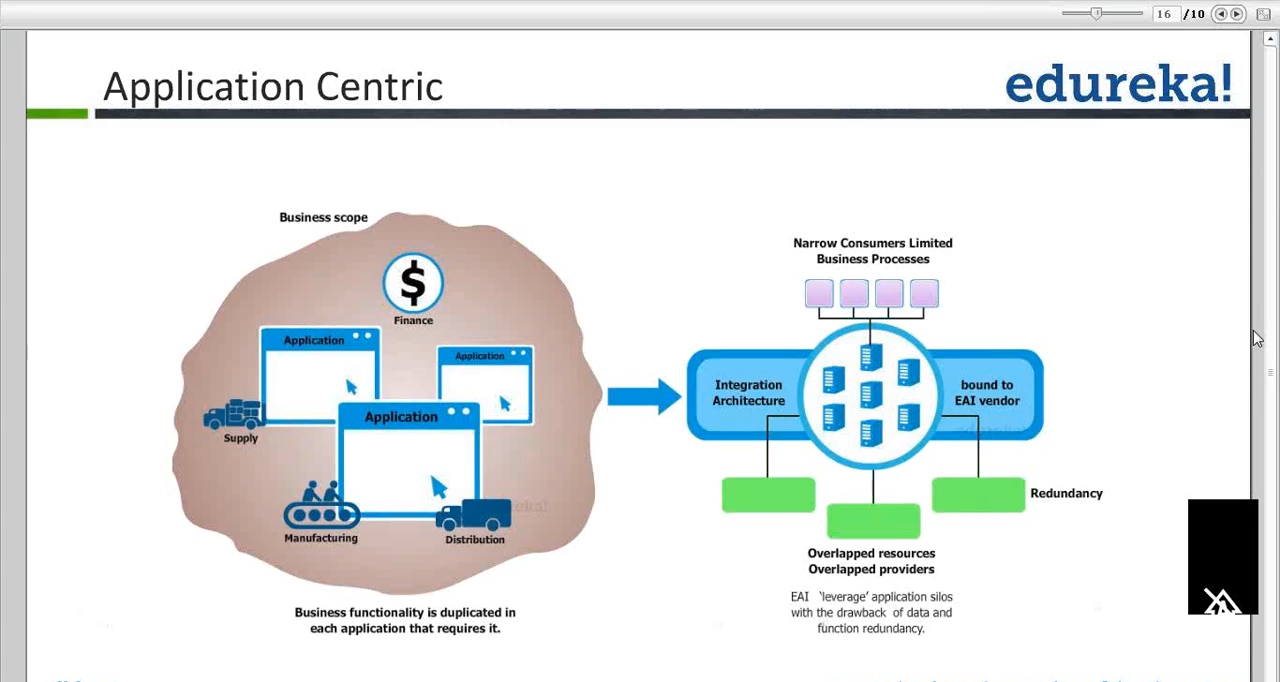 16 /10
Application Centric
edureka!
Business scope
Finance
Application
Application
Application
Supply
Manufacturing
Distribution
Business functionality is duplicated in
each application that requires it.
Narrow Consumers Limited
Business Processes
Integration
Architecture
bound to
EAI vendor
Redundancy
Overlapped resources
Overlapped providers
EAI 'leverage' application silos
with the drawback of data and
function redundancy.